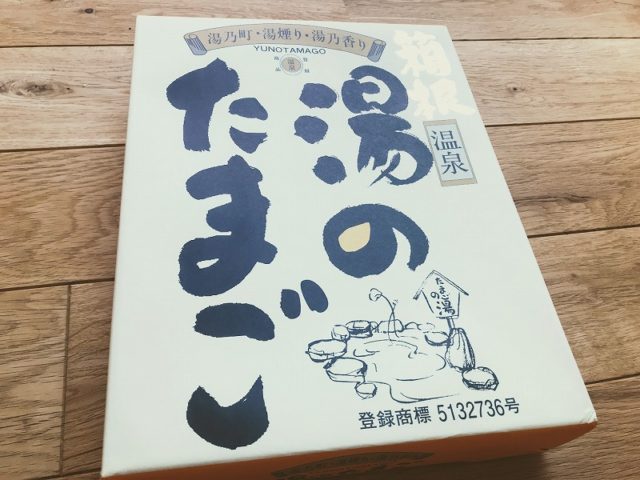 湯乃町・湯煙り・湯乃香り
YUNOTAMAGO
箱根
温泉
湯の
たまご
たまご
の湯
登録商標 5132736号